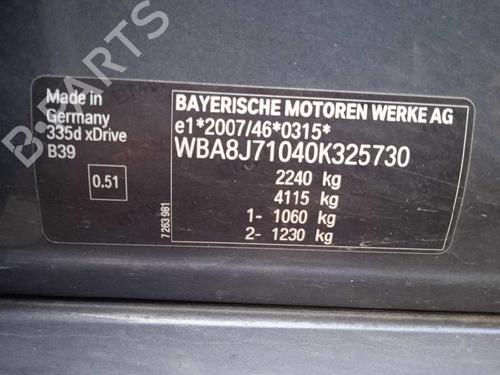 B-PARTS
Made in
Germany
335d xDrive
B39
0.51
7 263 981
BAYERISCHE MOTOREN WERKE AG
e1*2007/46*0315*
WBA8J71040K325730
2240 kg
4115 kg
1- 1060 kg
2- 1230 kg